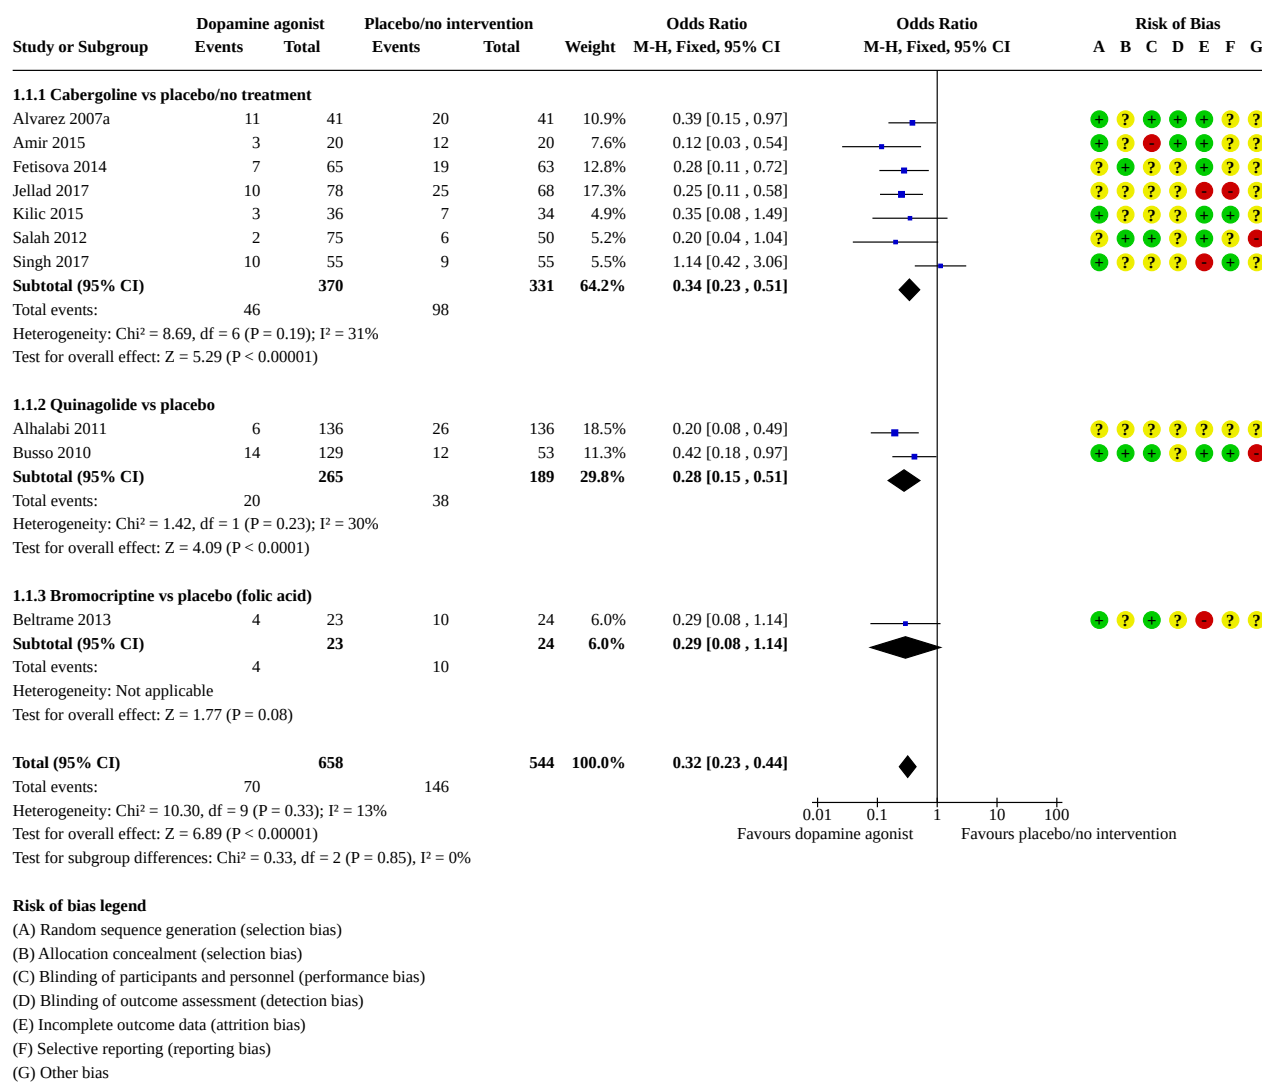 Dopamine agonist Placebo/no intervention Odds Ratio Odds Ratio Risk of Bias
Study or Subgroup Events Total Events Total Weight M-H, Fixed, 95% CI M-H, Fixed, 95% CI A B C D E F G
1.1.1 Cabergoline vs placebo/no treatment
Alvarez 2007a 11 41 20 41 10.9% 0.39 [0.15 , 0.97] + ? + + + ? ?
Amir 2015 3 20 12 20 7.6% 0.12 [0.03 , 0.54] + ? - + + ? ?
Fetisova 2014 7 65 19 63 12.8% 0.28 [0.11 , 0.72] ? + ? ? + ? ?
Jellad 2017 10 78 25 68 17.3% 0.25 [0.11 , 0.58] ? ? ? ? - - ?
Kilic 2015 3 36 7 34 4.9% 0.35 [0.08 , 1.49] + ? ? ? + + ?
Salah 2012 2 75 6 50 5.2% 0.20 [0.04 , 1.04] ? + + ? + ? -
Singh 2017 10 55 9 55 5.5% 1.14 [0.42 , 3.06] + ? ? ? - + ?
Subtotal (95% CI) 370 331 64.2% 0.34 [0.23 , 0.51]
Total events: 46 98
Heterogeneity: Chi² = 8.69, df = 6 (P = 0.19); I² = 31%
Test for overall effect: Z = 5.29 (P < 0.00001)
1.1.2 Quinagolide vs placebo
Alhalabi 2011 6 136 26 136 18.5% 0.20 [0.08 , 0.49] ? ? ? ? ? ? ?
Busso 2010 14 129 12 53 11.3% 0.42 [0.18 , 0.97] + + + ? + + -
Subtotal (95% CI) 265 189 29.8% 0.28 [0.15 , 0.51]
Total events: 20 38
Heterogeneity: Chi² = 1.42, df = 1 (P = 0.23); I² = 30%
Test for overall effect: Z = 4.09 (P < 0.0001)
1.1.3 Bromocriptine vs placebo (folic acid)
Beltrame 2013 4 23 10 24 6.0% 0.29 [0.08 , 1.14] + ? + ? - ? ?
Subtotal (95% CI) 23 24 6.0% 0.29 [0.08 , 1.14]
Total events: 4 10
Heterogeneity: Not applicable
Test for overall effect: Z = 1.77 (P = 0.08)
Total (95% CI) 658 544 100.0% 0.32 [0.23 , 0.44]
Total events: 70 146
Heterogeneity: Chi² = 10.30, df = 9 (P = 0.33); I² = 13%
0.01 0.1 1 10 100
Test for overall effect: Z = 6.89 (P < 0.00001) Favours dopamine agonist Favours placebo/no intervention
Test for subgroup differences: Chi² = 0.33, df = 2 (P = 0.85), I² = 0%
Risk of bias legend
(A) Random sequence generation (selection bias)
(B) Allocation concealment (selection bias)
(C) Blinding of participants and personnel (performance bias)
(D) Blinding of outcome assessment (detection bias)
(E) Incomplete outcome data (attrition bias)
(F) Selective reporting (reporting bias)
(G) Other bias